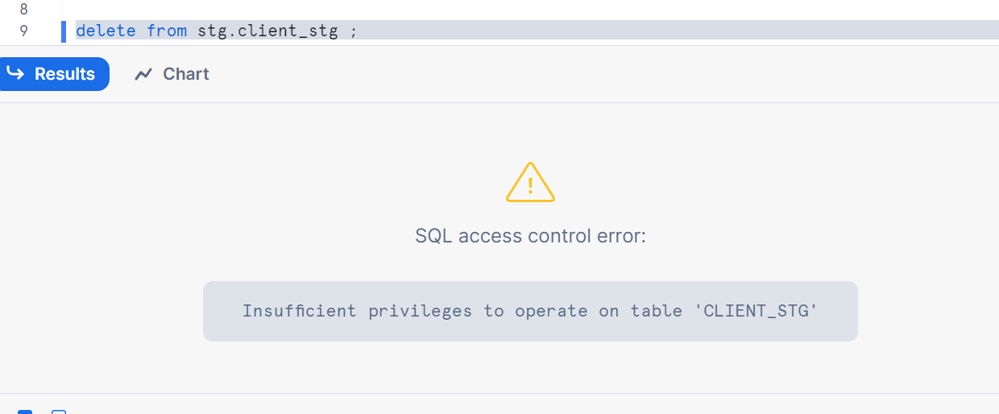 8
9 delete from stg.client_stg ;
Results Chart
!
SQL access control error:
Insufficient privileges to operate on table 'CLIENT_STG'